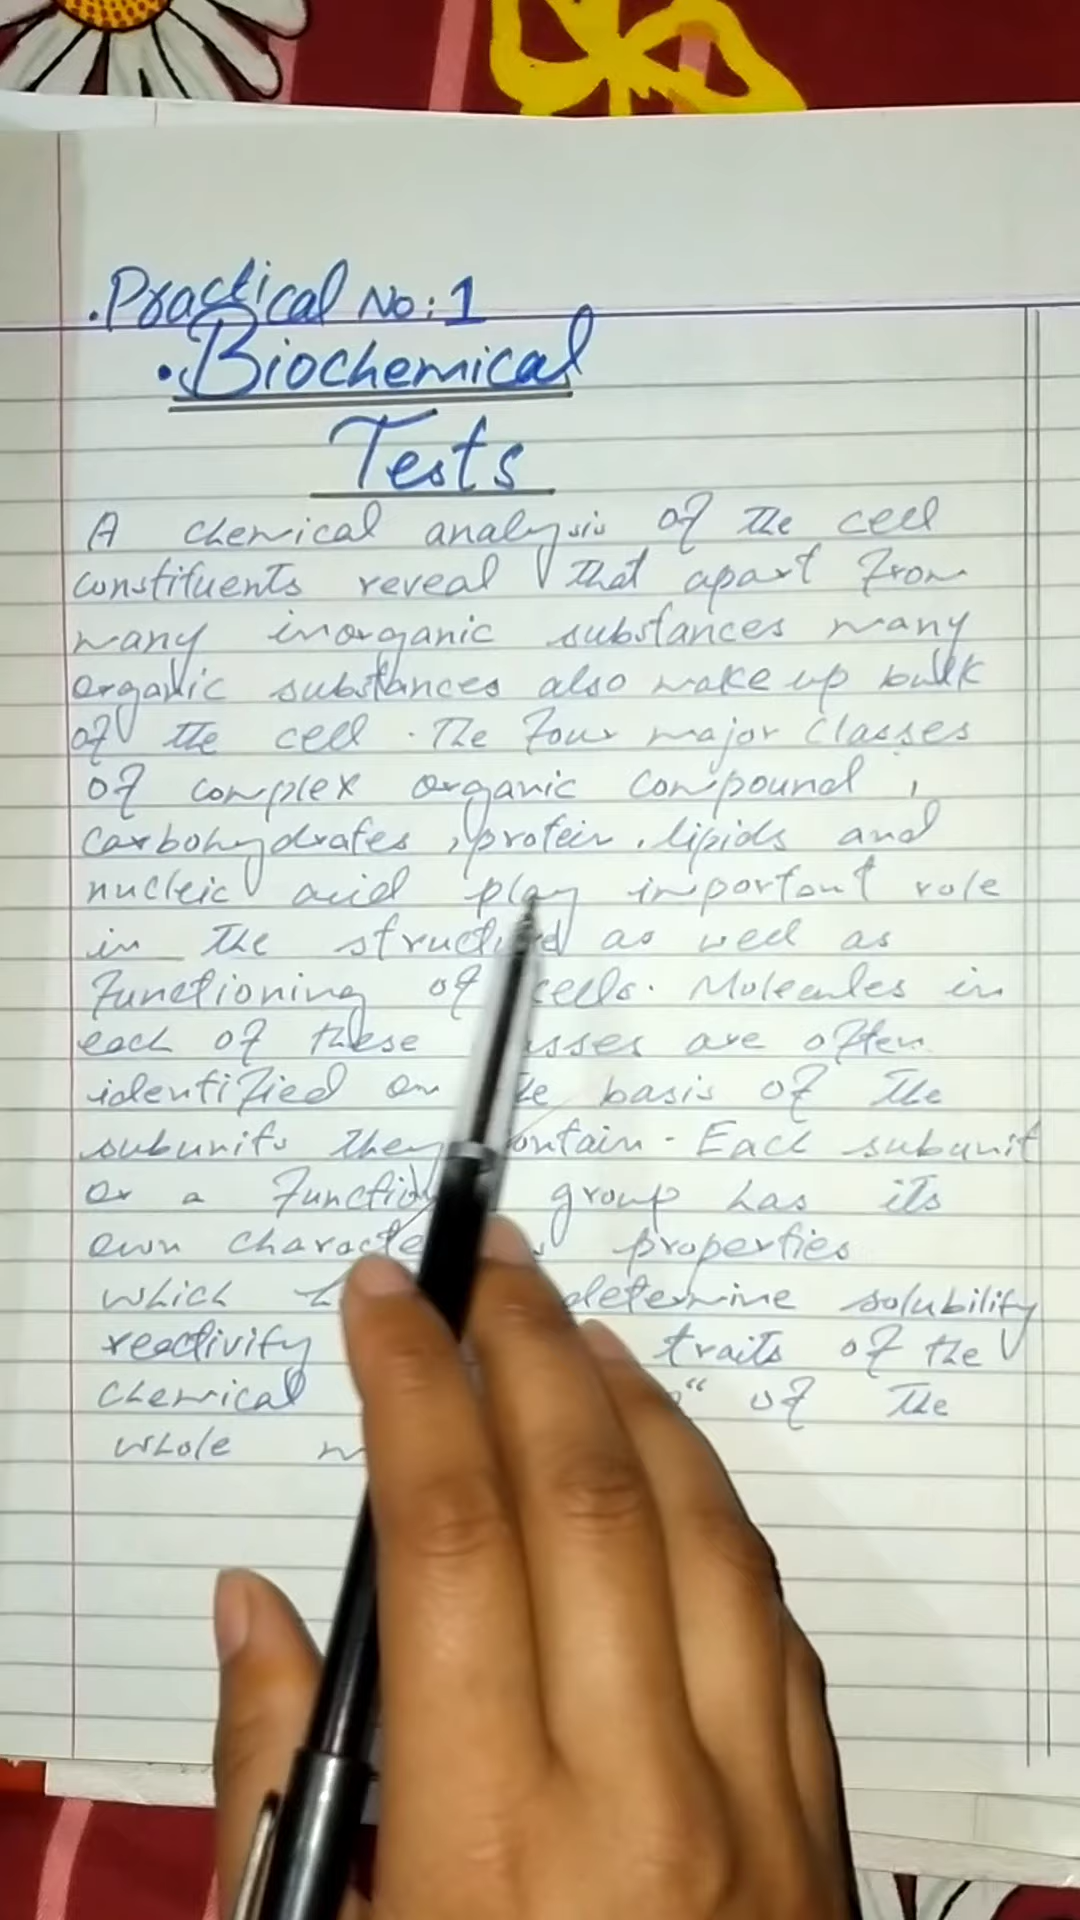 .Practical No:1
.Biochemical
Tests
A chemical analysis of the cell
constituents reveal that apart from
many inorganic substances many
organic substances also make up bulk
of the cell. The four major classes
of complex organic compound,
carbohydrates, protein, lipids and
nucleic acid play important role
in the as well as
functioning of cells. Molecules in
each of these are often
identified on basis of the
subunits they Each subunit
or a group has its
own properties
which determine solubility
reactivity traits of the
chemical of the
whole